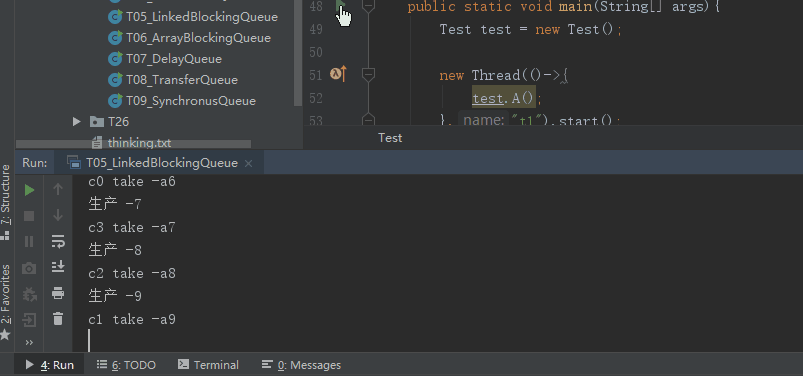 T05_LinkedBlockingQueue
T06_ArrayBlockingQueue
T07_DelayQueue
T08_TransferQueue
T09_SynchronusQueue
T26
thinking.txt
48 public static void main(String[] args) {
49 Test test = new Test();
50
51 new Thread(()->{
52 test.A();
53 }, name: "t1").start();
Test
Run: T05_LinkedBlockingQueue
c0 take -a6
生产 -7
c3 take -a7
生产 -8
c2 take -a8
生产 -9
c1 take -a9
7: Structure
2: Favorites
4: Run 6: TODO Terminal 0: Messages